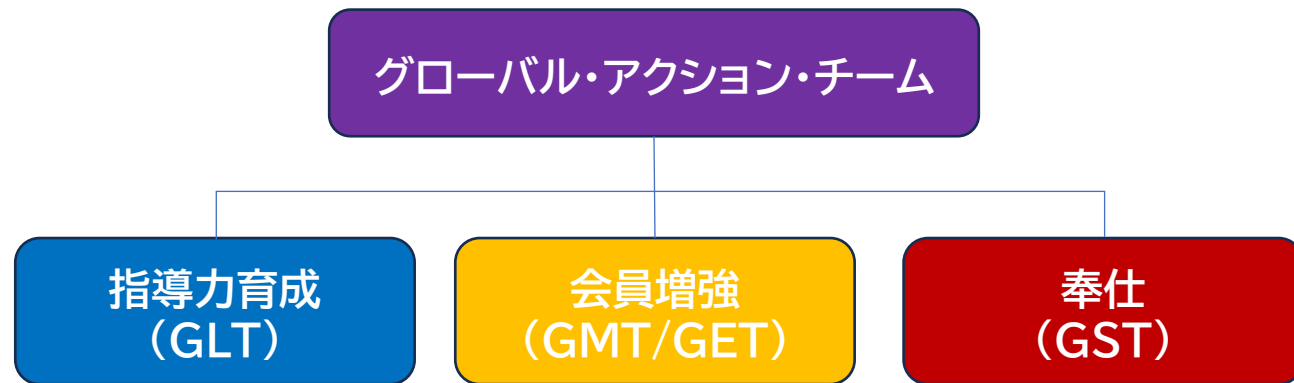 グローバル・アクション・チーム
指導力育成
（GLT）
会員増強
（GMT/GET）
奉仕
（GST）